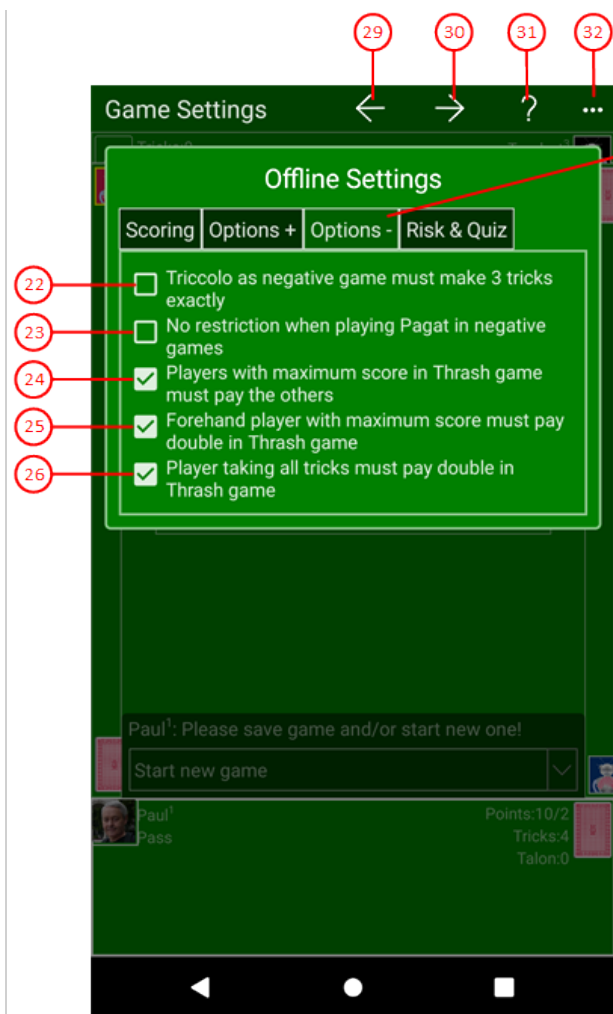 29 30 31 32
Game Settings ? ...
Tricks:0
Offline Settings
Scoring Options + Options - Risk & Quiz
22 Triccolo as negative game must make 3 tricks
exactly
23 No restriction when playing Pagat in negative
games
24 Players with maximum score in Thrash game
must pay the others
25 Forehand player with maximum score must pay
double in Thrash game
26 Player taking all tricks must pay double in
Thrash game
Paul¹: Please save game and/or start new one!
Start new game
Paul¹ Points:10/2
Pass Tricks:4
Talon:0